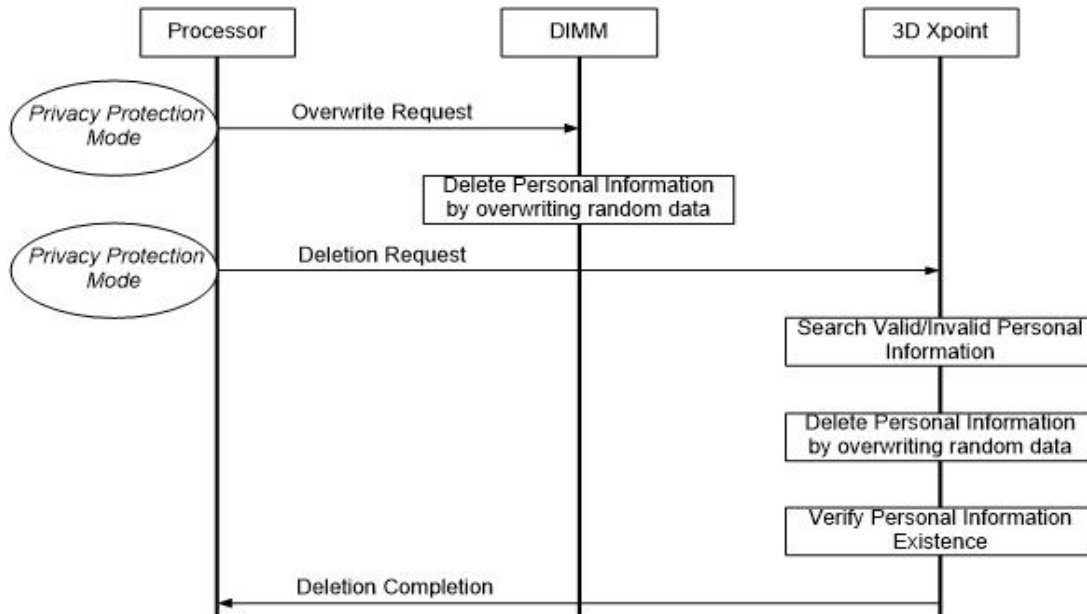 Processor
DIMM
3D Xpoint
Privacy Protection
Mode
Overwrite Request
Delete Personal Information
by overwriting random data
Privacy Protection
Mode
Deletion Request
Search Valid/Invalid Personal
Information
Delete Personal Information
by overwriting random data
Verify Personal Information
Existence
Deletion Completion